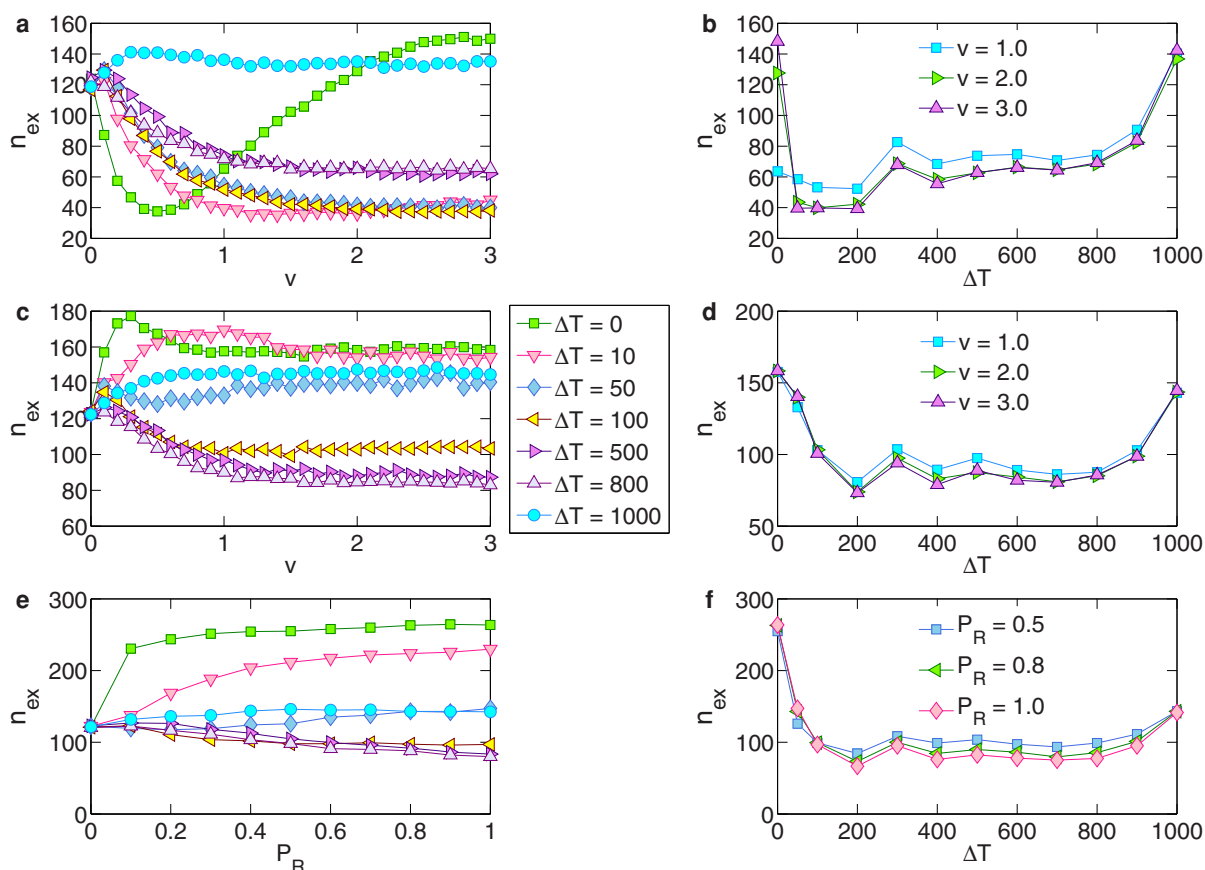 a
160
140
120
100
80
60
40
20
n_ex
0
1
2
3
v
b
160
140
120
100
80
60
40
20
n_ex
v = 1.0
v = 2.0
v = 3.0
0
200
400
600
800
1000
ΔT
c
180
160
140
120
100
80
60
n_ex
0
1
2
3
v
ΔT = 0
ΔT = 10
ΔT = 50
ΔT = 100
ΔT = 500
ΔT = 800
ΔT = 1000
d
200
150
100
50
n_ex
v = 1.0
v = 2.0
v = 3.0
0
200
400
600
800
1000
ΔT
e
300
200
100
0
n_ex
0
0.2
0.4
0.6
0.8
1
P_R
f
300
200
100
0
n_ex
P_R = 0.5
P_R = 0.8
P_R = 1.0
0
200
400
600
800
1000
ΔT